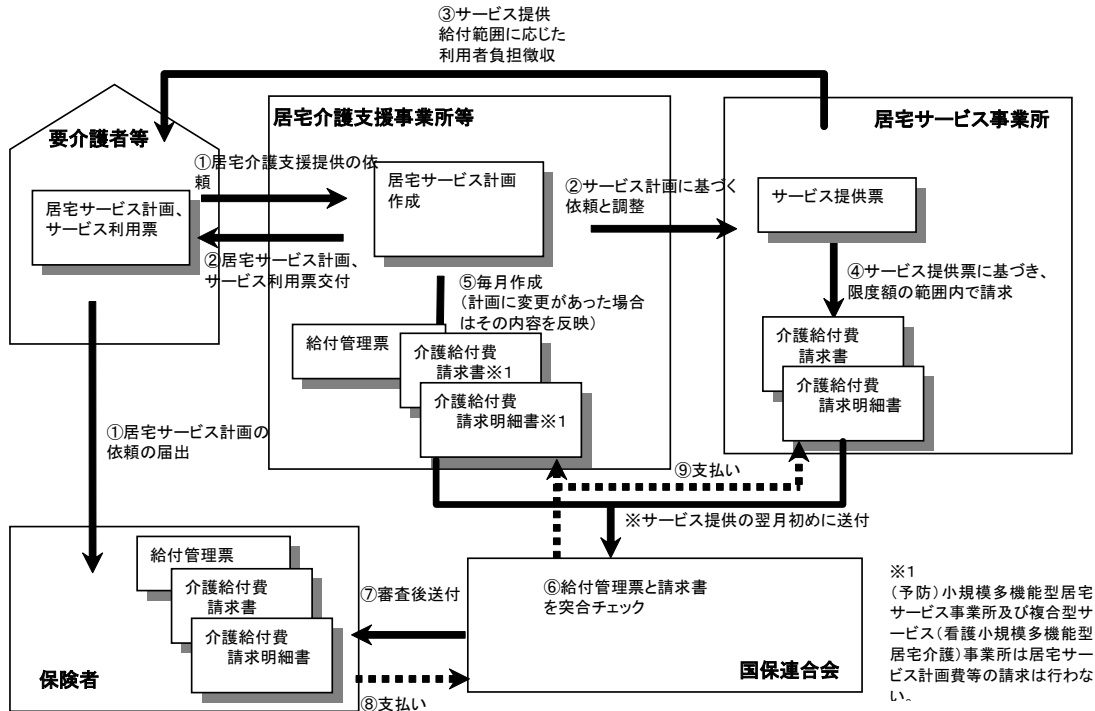 ③サービス提供
給付範囲に応じた
利用者負担徴収
要介護者等
居宅サービス計画、
サービス利用票
①居宅介護支援提供の依
頼
②居宅サービス計画、
サービス利用票交付
居宅介護支援事業所等
居宅サービス計画
作成
②サービス計画に基づく
依頼と調整
居宅サービス事業所
サービス提供票
④サービス提供票に基づき、
限度額の範囲内で請求
介護給付費
請求書
介護給付費
請求明細書
⑤毎月作成
(計画に変更があった場合
はその内容を反映)
給付管理票
介護給付費
請求書※1
介護給付費
請求明細書※1
①居宅サービス計画の
依頼の届出
⑨支払い
※サービス提供の翌月初めに送付
給付管理票
介護給付費
請求書
介護給付費
請求明細書
保険者
⑦審査後送付
⑧支払い
⑥給付管理票と請求書
を突合チェック
国保連合会
※1
(予防)小規模多機能型居宅
サービス事業所及び複合型サ
ービス(看護小規模多機能型
居宅介護)事業所は居宅サー
ビス計画費等の請求は行わな
い。